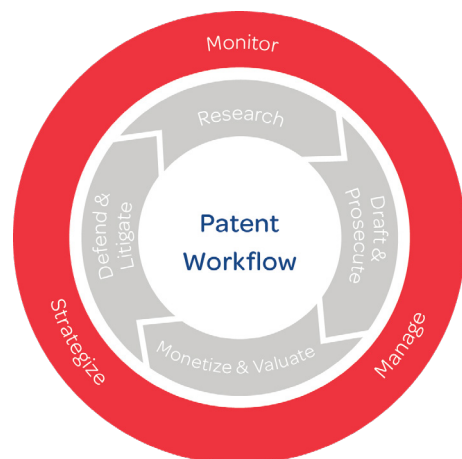 Monitor
Research
Draft &
Prosecute
Defend &
Litigate
Patent
Workflow
Monetize & Valuate
Strategize
Manage